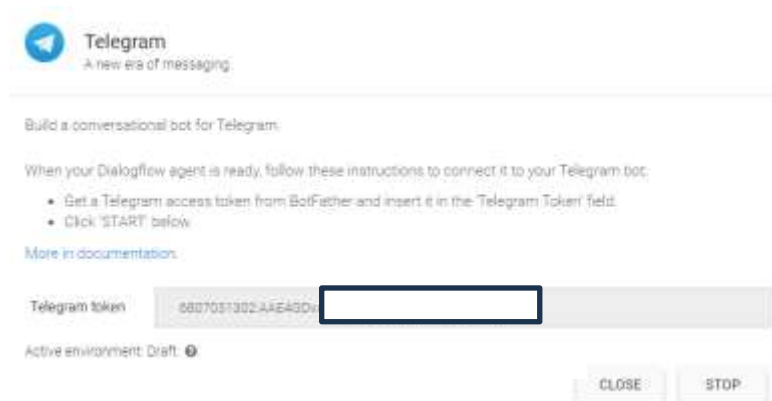 Telegram
A new era of messaging
Build a conversational bot for Telegram.
When your Dialogflow agent is ready, follow these instructions to connect it to your Telegram bot:
Get a Telegram access token from BotFather and insert it in the 'Telegram Token' field.
Click 'START' below
More in documentation.
Telegram token
Active environment: Draft
CLOSE STOP